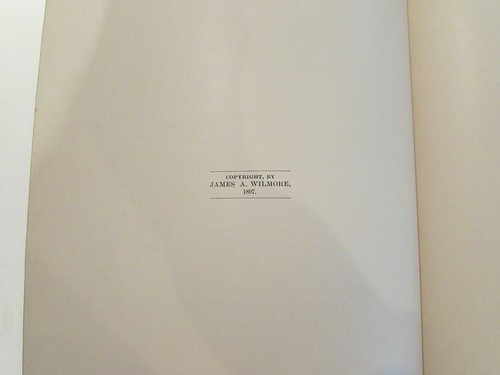 COPYRIGHT, BY
JAMES A. WILMORE,
1897.